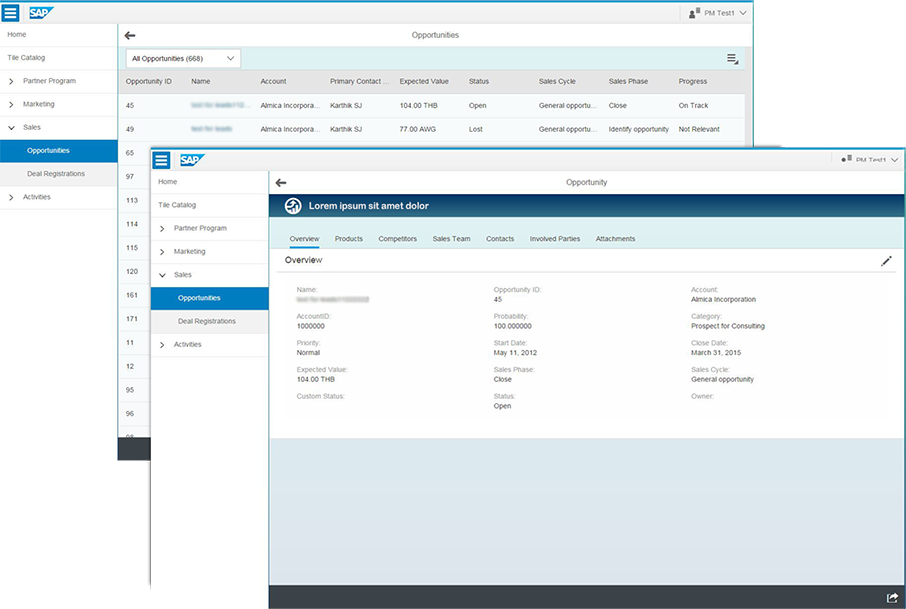 SAP
PM Test1
Home
Opportunities
Tile Catalog
All Opportunities (668)
Partner Program
Marketing
Sales
Opportunities
Deal Registrations
Activities
Opportunity ID Name Account Primary Contact ... Expected Value Status Sales Cycle Sales Phase Progress
45 Almica Incorpora... Karthik SJ 104.00 THB Open General opportu... Close On Track
49 Almica Incorpora... Karthik SJ 77.00 AWG Lost General opportu... Identify opportunity Not Relevant
65
97
113
114
115
120
161
171
11
12
95
96
98
SAP
PM Test1
Home
Opportunity
Tile Catalog
Partner Program
Marketing
Sales
Opportunities
Deal Registrations
Activities
Lorem ipsum sit amet dolor
Overview Products Competitors Sales Team Contacts Involved Parties Attachments
Overview
Name: Opportunity ID: Account:
45 Almica Incorporation
AccountID: Probability: Category:
1000000 100.000000 Prospect for Consulting
Priority: Start Date: Close Date:
Normal May 11, 2012 March 31, 2015
Expected Value: Sales Phase: Sales Cycle:
104.00 THB Close General opportunity
Custom Status: Status: Owner:
Open